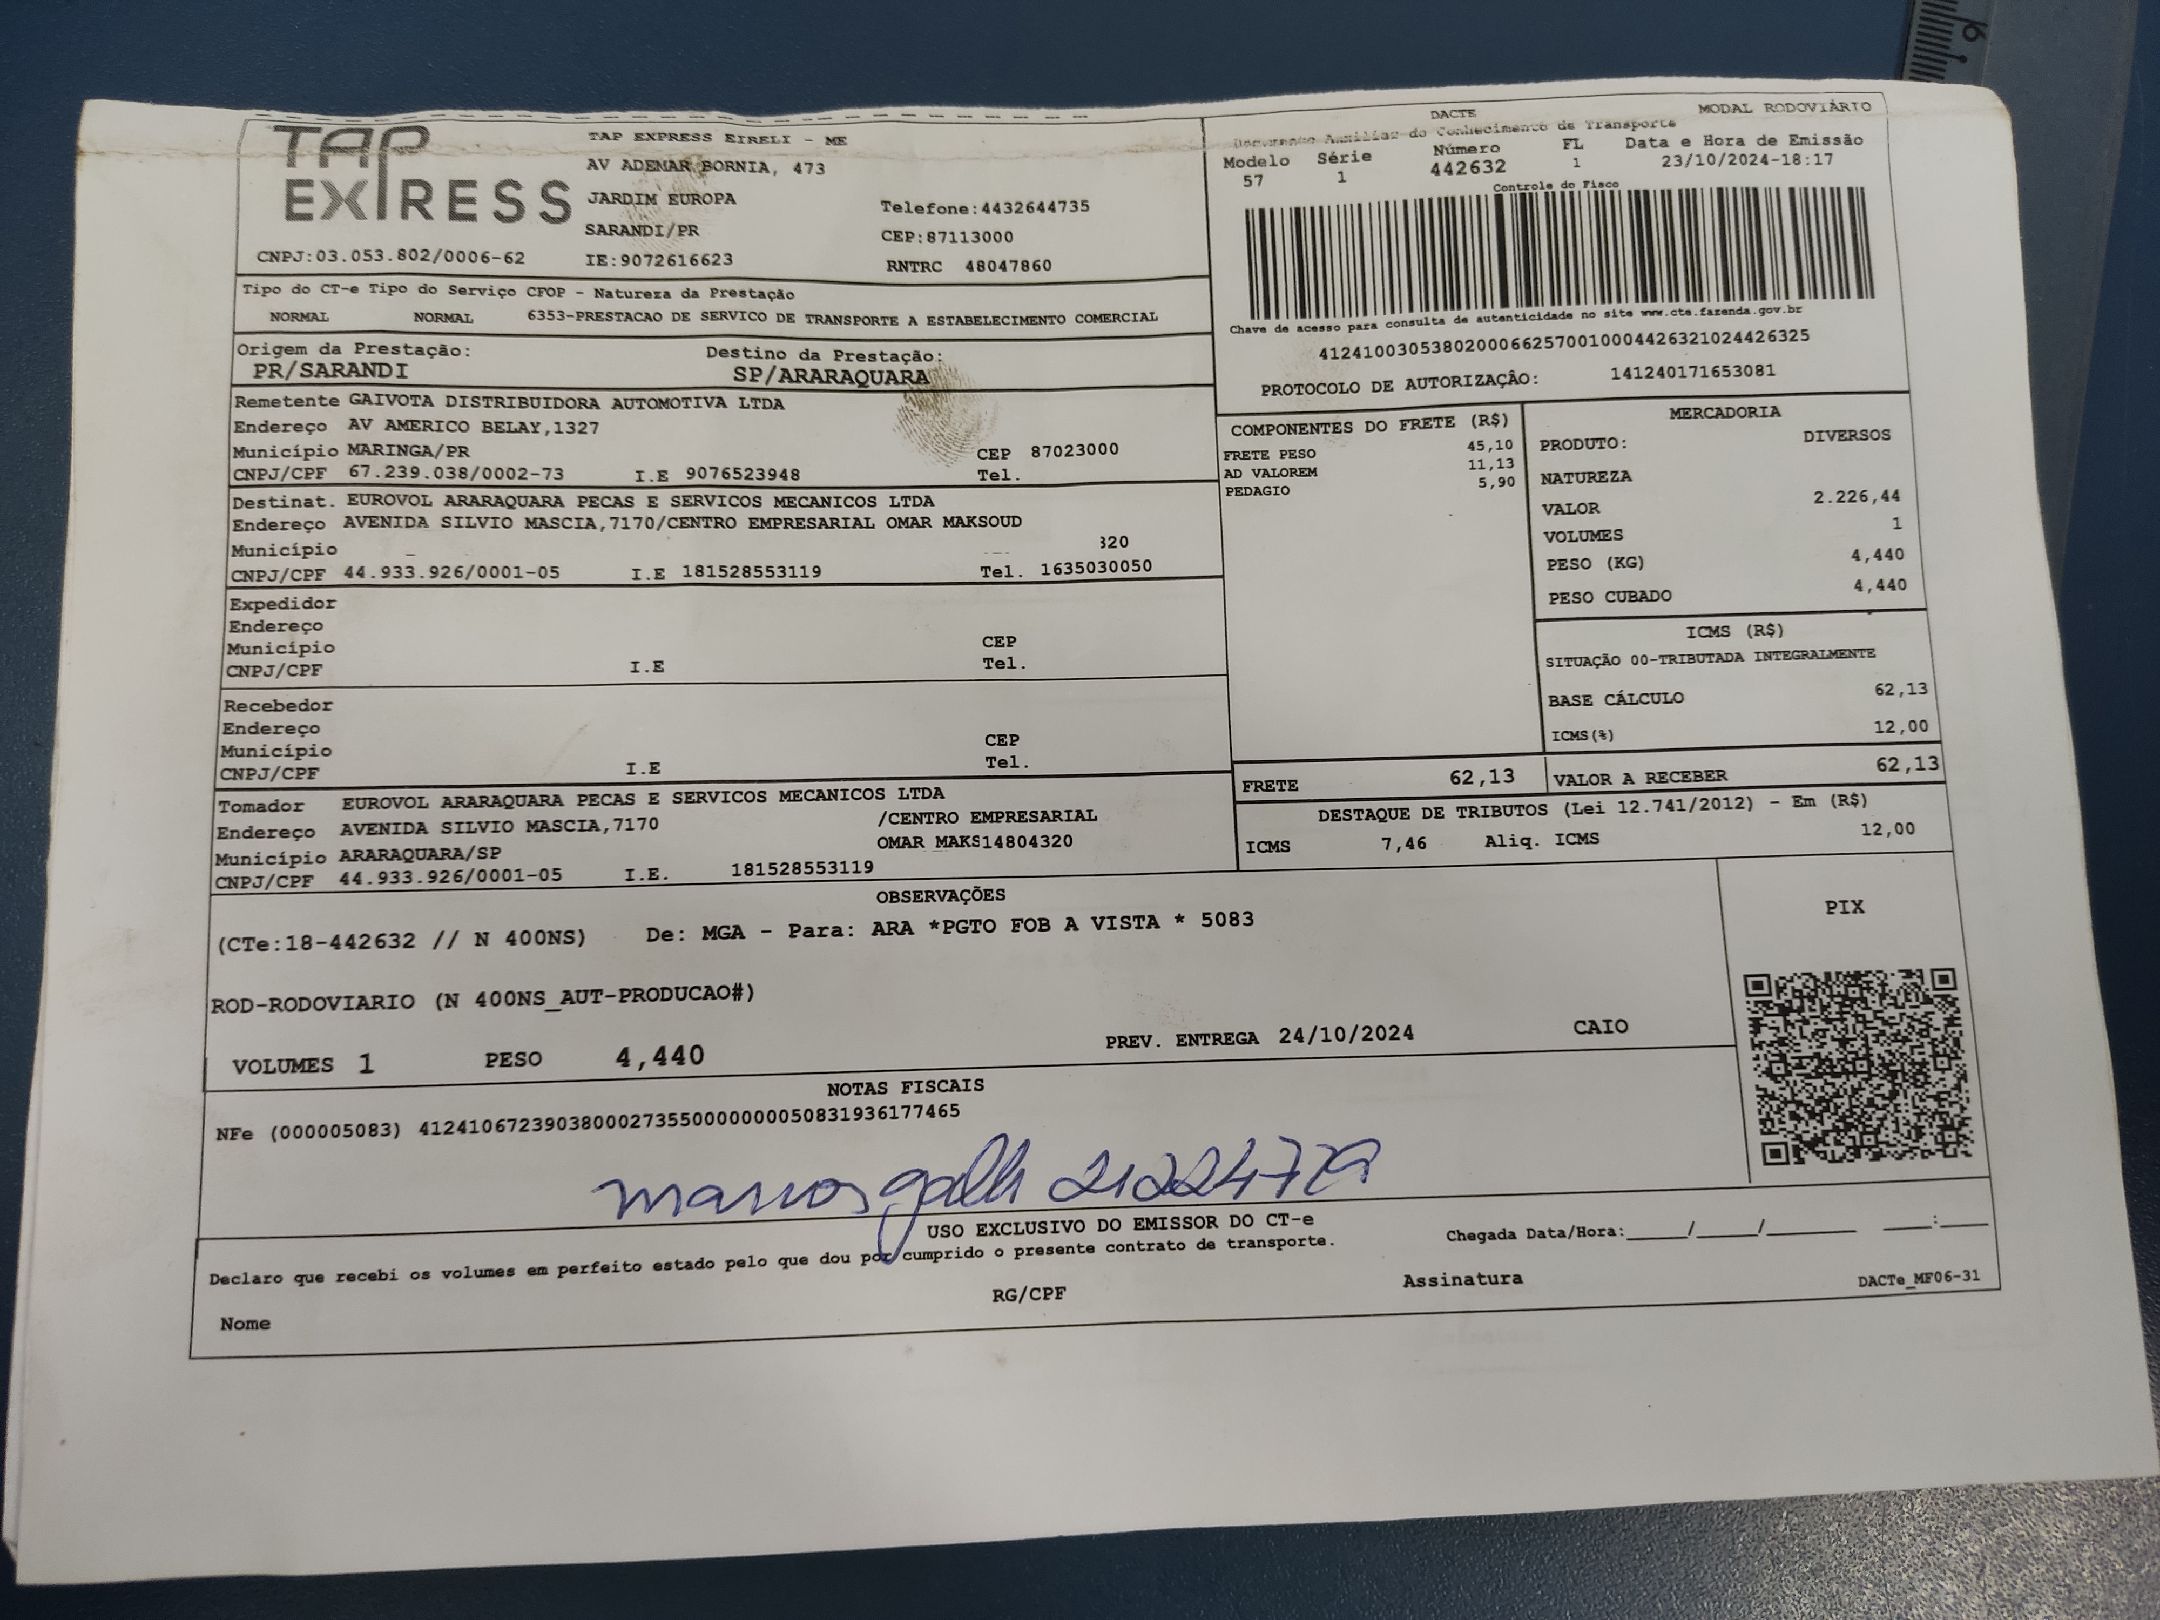 TAP EXPRESS
TAP EXPRESS EIRELI - ME
AV ADEMAR BORNIA, 473
JARDIM EUROPA
Telefone:4432644735
SARANDI/PR
CEP:87113000
CNPJ:03.053.802/0006-62
IE:9072616623
RNTRC 48047860
DACTE
MODAL RODOVIÁRIO
Documento Auxiliar do Conhecimento de Transporte
Modelo Série Número FL Data e Hora de Emissão
57 1 442632 1 23/10/2024-18:17
Controle do Fisco
Chave de acesso para consulta de autenticidade no site www.cte.fazenda.gov.br
41241003053802000662570010004426321024426325
PROTOCOLO DE AUTORIZAÇÂO: 141240171653081
Tipo do CT-e Tipo do Serviço CFOP - Natureza da Prestação
NORMAL NORMAL 6353-PRESTACAO DE SERVICO DE TRANSPORTE A ESTABELECIMENTO COMERCIAL
Origem da Prestação: Destino da Prestação:
PR/SARANDI SP/ARARAQUARA
Remetente GAIVOTA DISTRIBUIDORA AUTOMOTIVA LTDA
Endereço AV AMERICO BELAY,1327
Município MARINGA/PR CEP 87023000
CNPJ/CPF 67.239.038/0002-73 I.E 9076523948 Tel.
Destinat. EUROVOL ARARAQUARA PECAS E SERVICOS MECANICOS LTDA
Endereço AVENIDA SILVIO MASCIA,7170/CENTRO EMPRESARIAL OMAR MAKSOUD
Município 320
CNPJ/CPF 44.933.926/0001-05 I.E 181528553119 Tel. 1635030050
Expedidor
Endereço
Município CEP
CNPJ/CPF I.E Tel.
Recebedor
Endereço
Município CEP
CNPJ/CPF I.E Tel.
Tomador EUROVOL ARARAQUARA PECAS E SERVICOS MECANICOS LTDA
Endereço AVENIDA SILVIO MASCIA,7170 /CENTRO EMPRESARIAL
Município ARARAQUARA/SP OMAR MAKS14804320
CNPJ/CPF 44.933.926/0001-05 I.E. 181528553119
COMPONENTES DO FRETE (R$)
FRETE PESO 45,10
AD VALOREM 11,13
PEDAGIO 5,90
MERCADORIA
PRODUTO: DIVERSOS
NATUREZA
VALOR 2.226,44
VOLUMES 1
PESO (KG) 4,440
PESO CUBADO 4,440
ICMS (R$)
SITUAÇÃO 00-TRIBUTADA INTEGRALMENTE
BASE CÁLCULO 62,13
ICMS(%) 12,00
FRETE 62,13 VALOR A RECEBER 62,13
DESTAQUE DE TRIBUTOS (Lei 12.741/2012) - Em (R$)
ICMS 7,46 Aliq. ICMS 12,00
OBSERVAÇÕES
(CTe:18-442632 // N 400NS) De: MGA - Para: ARA *PGTO FOB A VISTA * 5083
PIX
ROD-RODOVIARIO (N 400NS_AUT-PRODUCAO#)
VOLUMES 1 PESO 4,440 PREV. ENTREGA 24/10/2024 CAIO
NOTAS FISCAIS
NFe (000005083) 41241067239038000273550000000050831936177465
USO EXCLUSIVO DO EMISSOR DO CT-e
Declaro que recebi os volumes em perfeito estado pelo que dou por cumprido o presente contrato de transporte.
Chegada Data/Hora:_____/_____/________ ____:____
Nome RG/CPF Assinatura DACTe_MF06-31